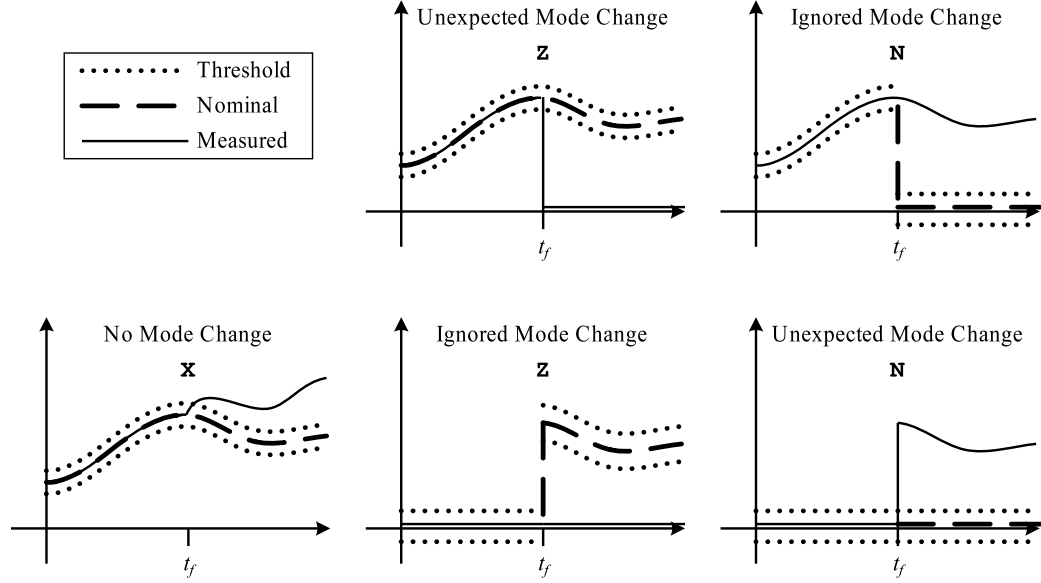 Unexpected Mode Change
Z
t_f
Ignored Mode Change
N
t_f
Threshold
Nominal
Measured
No Mode Change
X
t_f
Ignored Mode Change
Z
t_f
Unexpected Mode Change
N
t_f